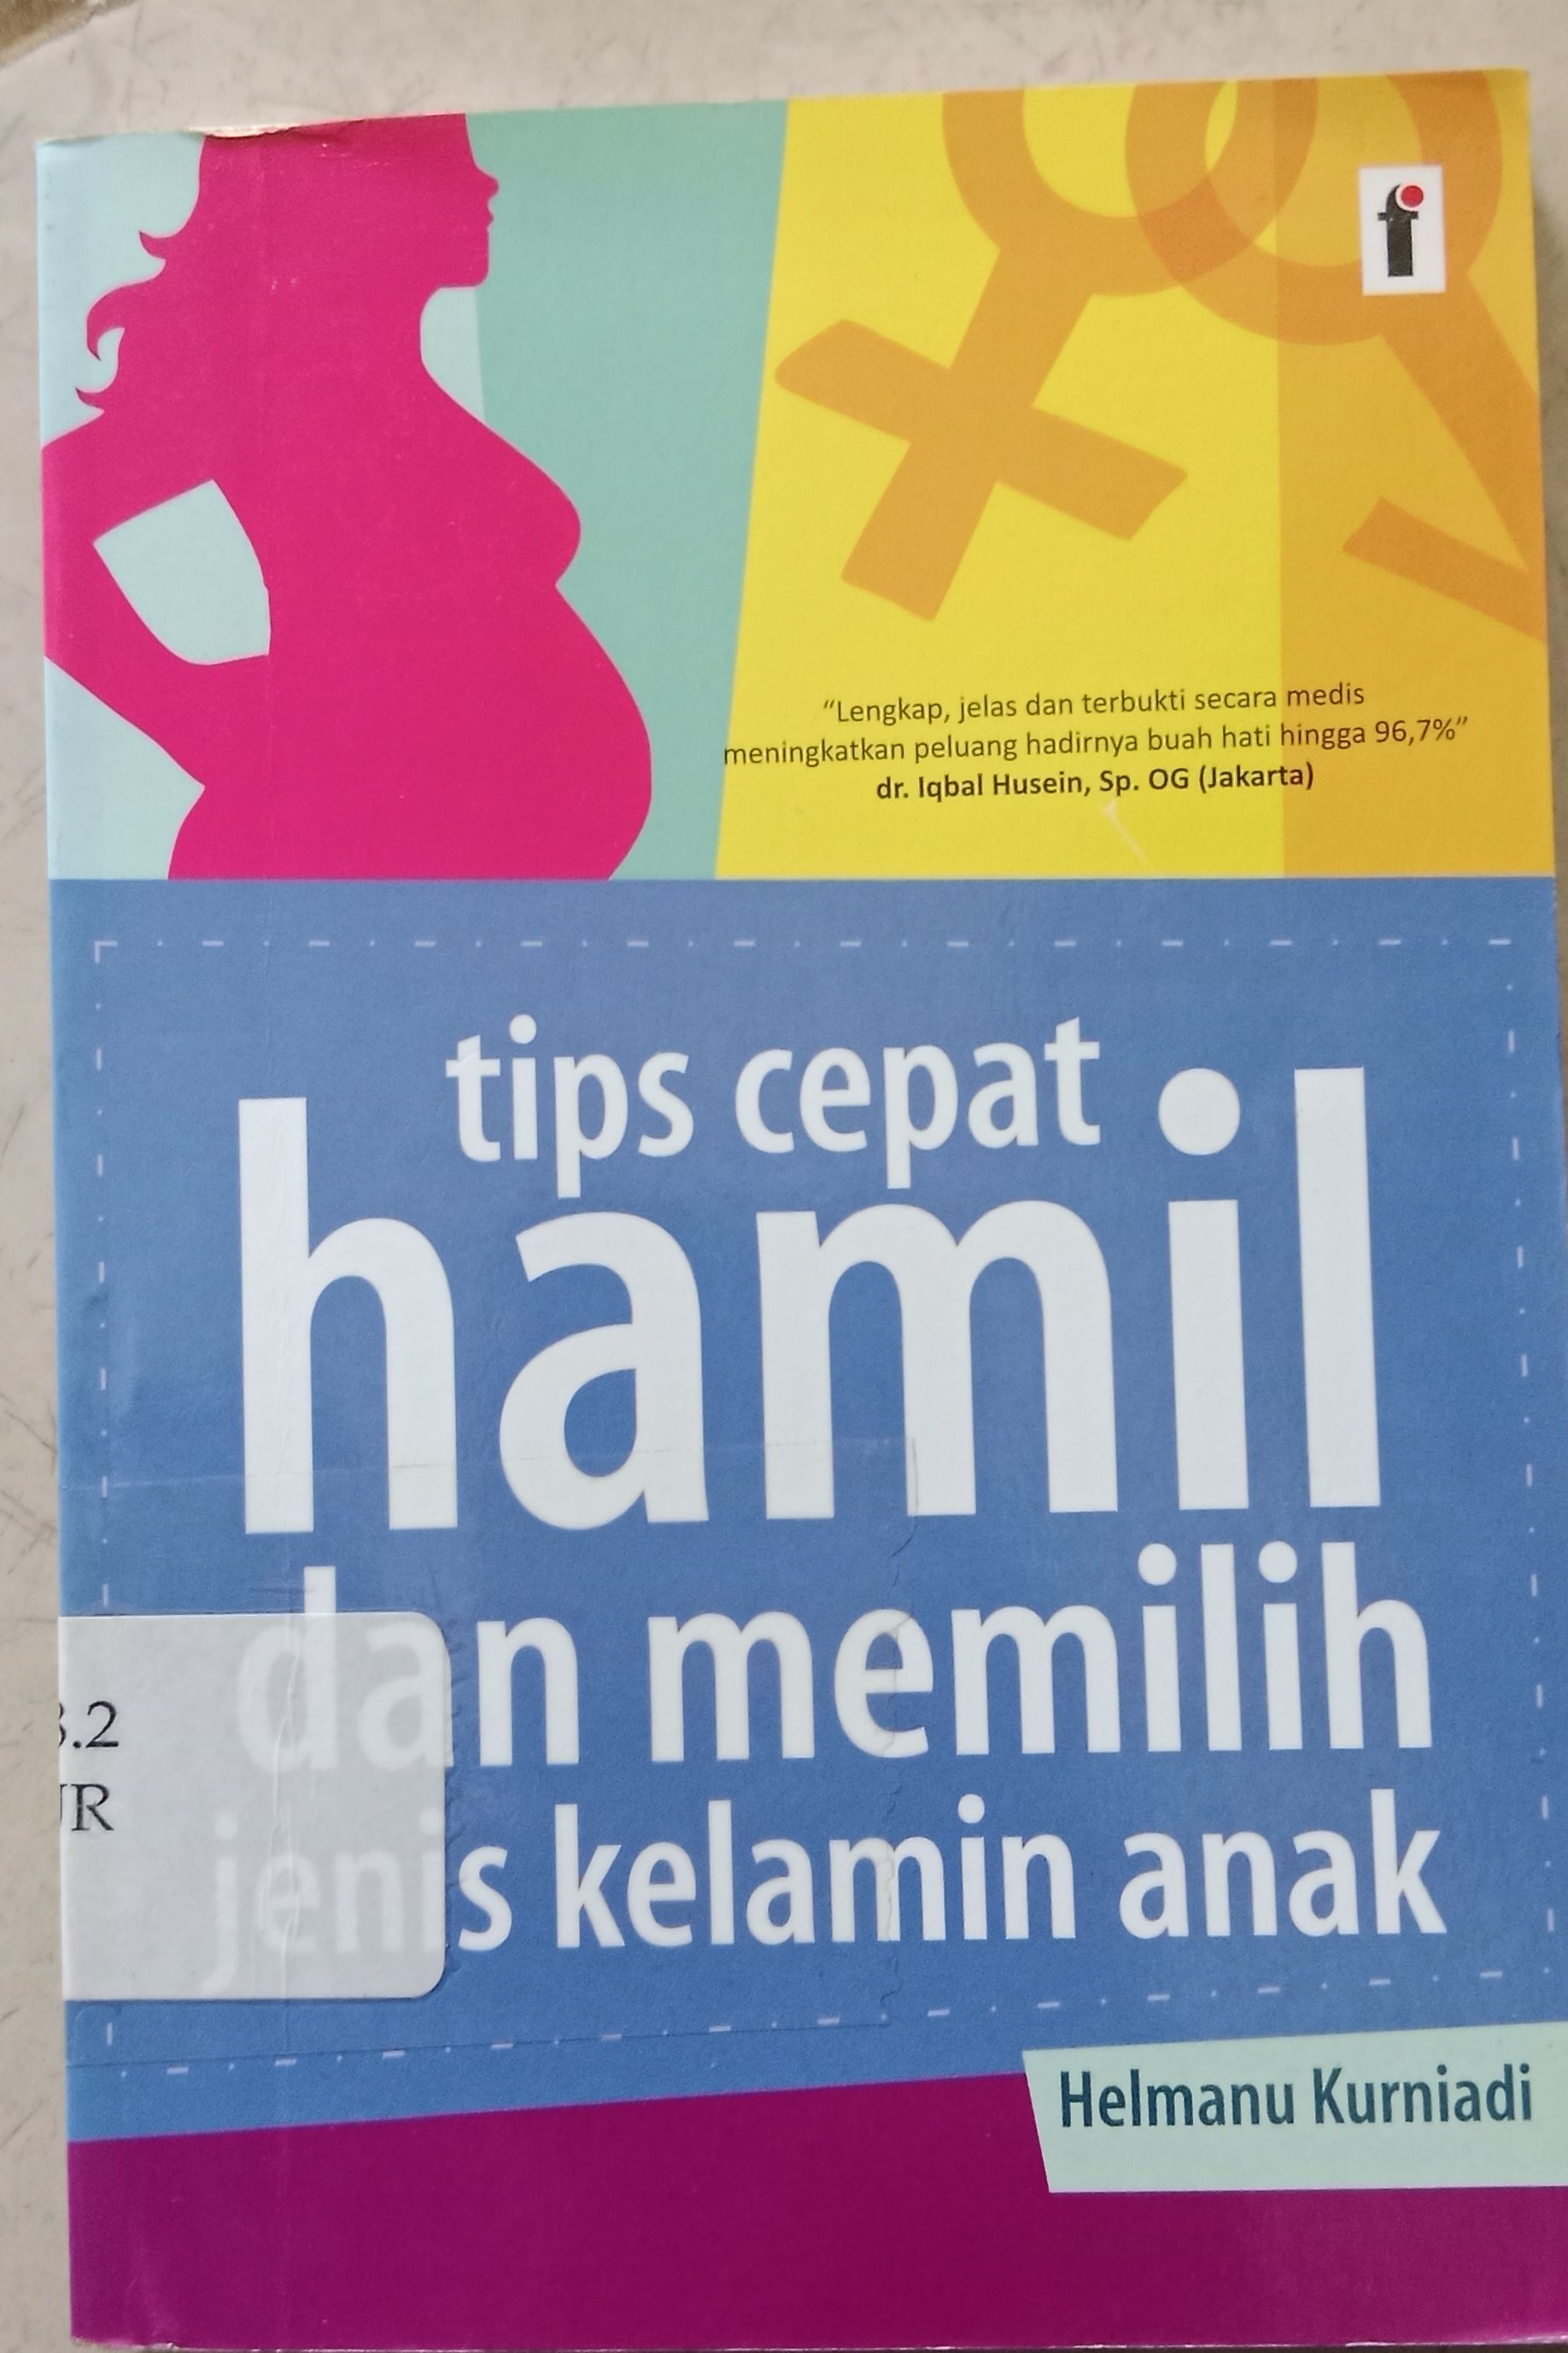 "Lengkap, jelas dan terbukti secara medis
meningkatkan peluang hadirnya buah hati hingga 96,7%"
dr. Iqbal Husein, Sp. OG (Jakarta)
tips cepat
hamil
dan memilih
jenis kelamin anak
.2
R
Helmanu Kurniadi